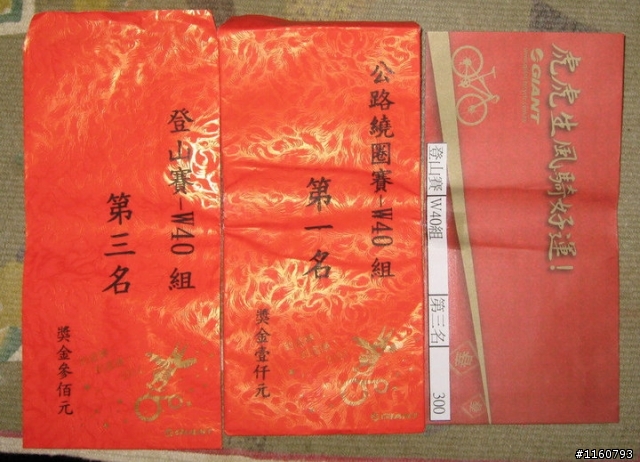 登山賽-W40組
第三名
獎金參佰元
GIANT
公路繞圈賽-W40組
第一名
獎金壹仟元
GIANT
虎虎生風騎好運!
GIANT
登山賽 W40組 第三名 300
#1160793